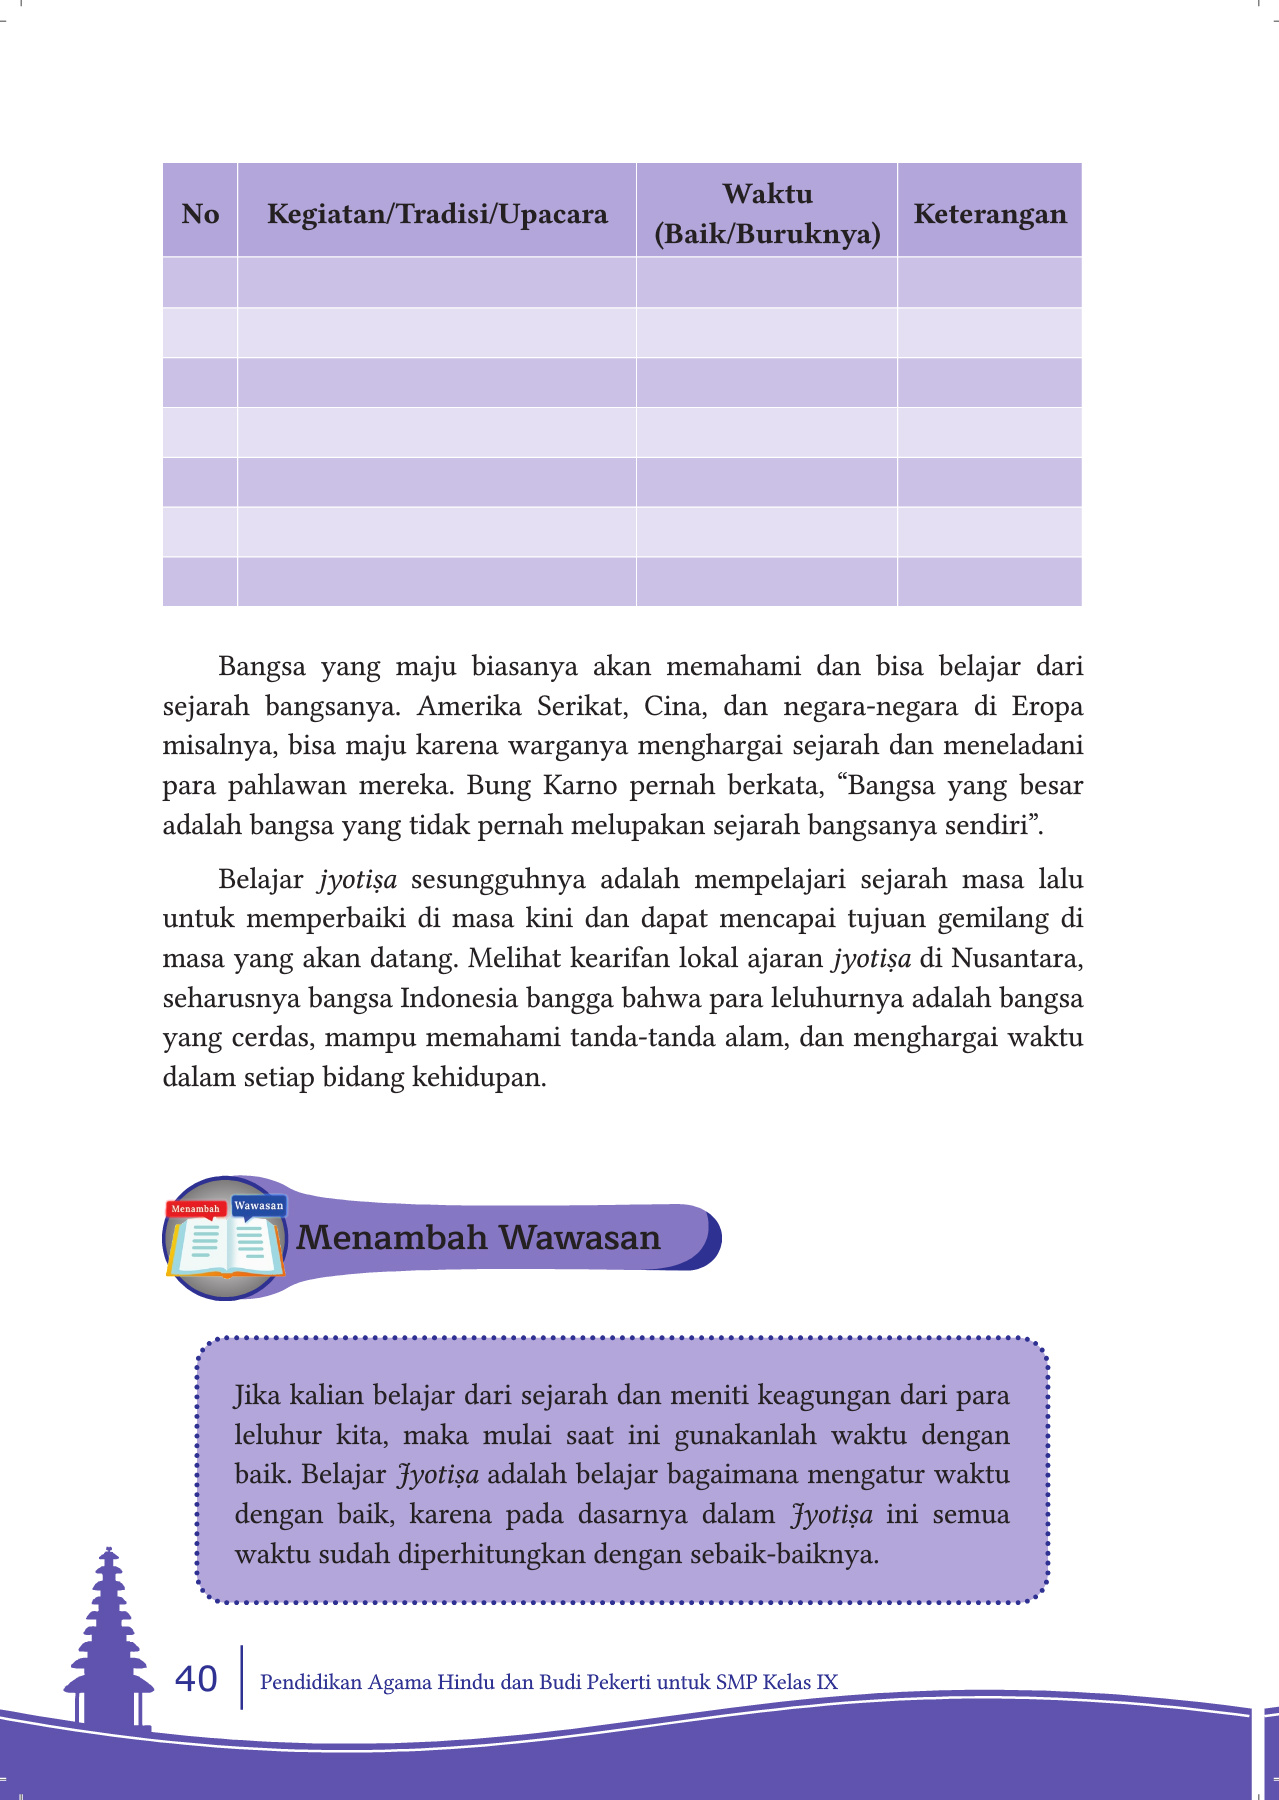 No Kegiatan/Tradisi/Upacara Waktu (Baik/Buruknya) Keterangan
Bangsa yang maju biasanya akan memahami dan bisa belajar dari
sejarah bangsanya. Amerika Serikat, Cina, dan negara-negara di Eropa
misalnya, bisa maju karena warganya menghargai sejarah dan meneladani
para pahlawan mereka. Bung Karno pernah berkata, “Bangsa yang besar
adalah bangsa yang tidak pernah melupakan sejarah bangsanya sendiri”.
Belajar jyotiṣa sesungguhnya adalah mempelajari sejarah masa lalu
untuk memperbaiki di masa kini dan dapat mencapai tujuan gemilang di
masa yang akan datang. Melihat kearifan lokal ajaran jyotiṣa di Nusantara,
seharusnya bangsa Indonesia bangga bahwa para leluhurnya adalah bangsa
yang cerdas, mampu memahami tanda-tanda alam, dan menghargai waktu
dalam setiap bidang kehidupan.
Menambah Wawasan
Menambah Wawasan
Jika kalian belajar dari sejarah dan meniti keagungan dari para
leluhur kita, maka mulai saat ini gunakanlah waktu dengan
baik. Belajar Jyotiṣa adalah belajar bagaimana mengatur waktu
dengan baik, karena pada dasarnya dalam Jyotiṣa ini semua
waktu sudah diperhitungkan dengan sebaik-baiknya.
40 Pendidikan Agama Hindu dan Budi Pekerti untuk SMP Kelas IX